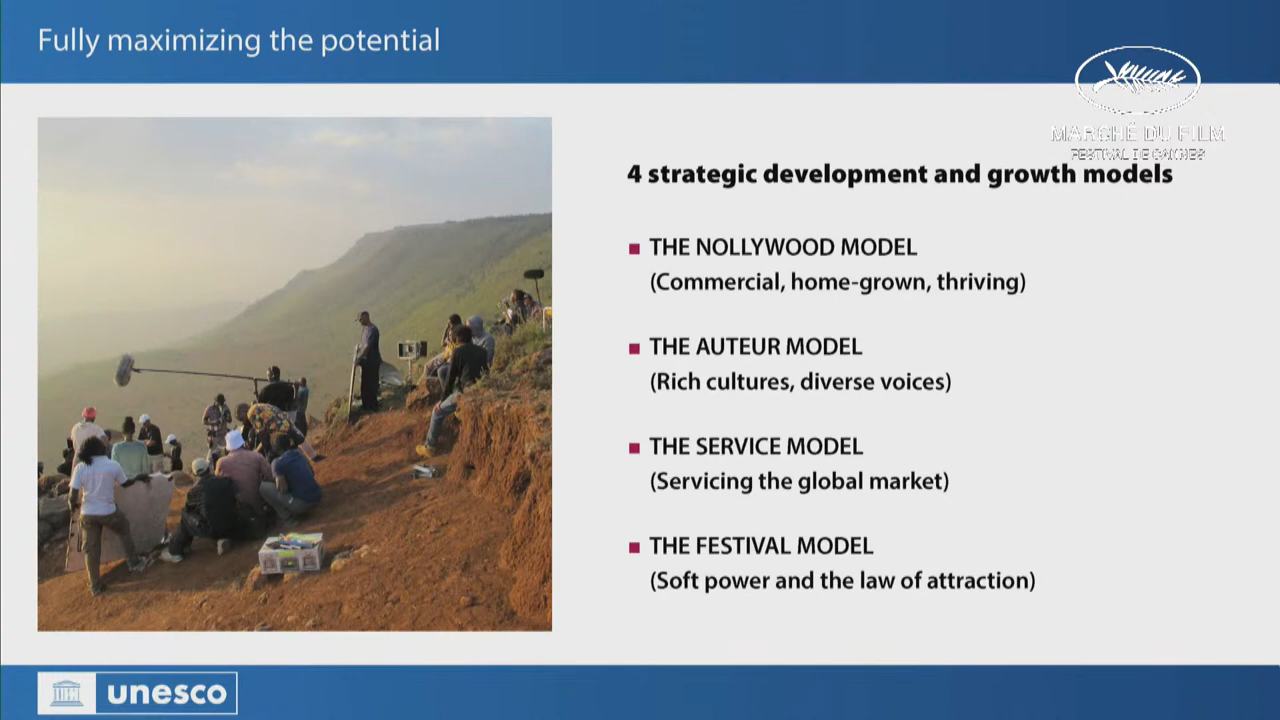 Fully maximizing the potential
MARCHÉ DU FILM
FESTIVAL DE CANNES
4 strategic development and growth models
THE NOLLYWOOD MODEL
(Commercial, home-grown, thriving)
THE AUTEUR MODEL
(Rich cultures, diverse voices)
THE SERVICE MODEL
(Servicing the global market)
THE FESTIVAL MODEL
(Soft power and the law of attraction)
unesco